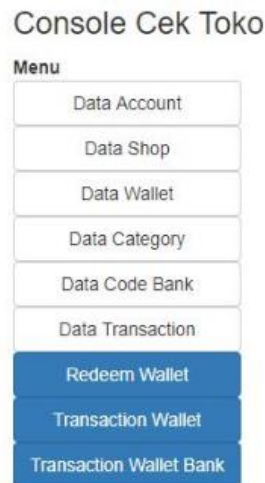 Console Cek Toko
Menu
Data Account
Data Shop
Data Wallet
Data Category
Data Code Bank
Data Transaction
Redeem Wallet
Transaction Wallet
Transaction Wallet Bank